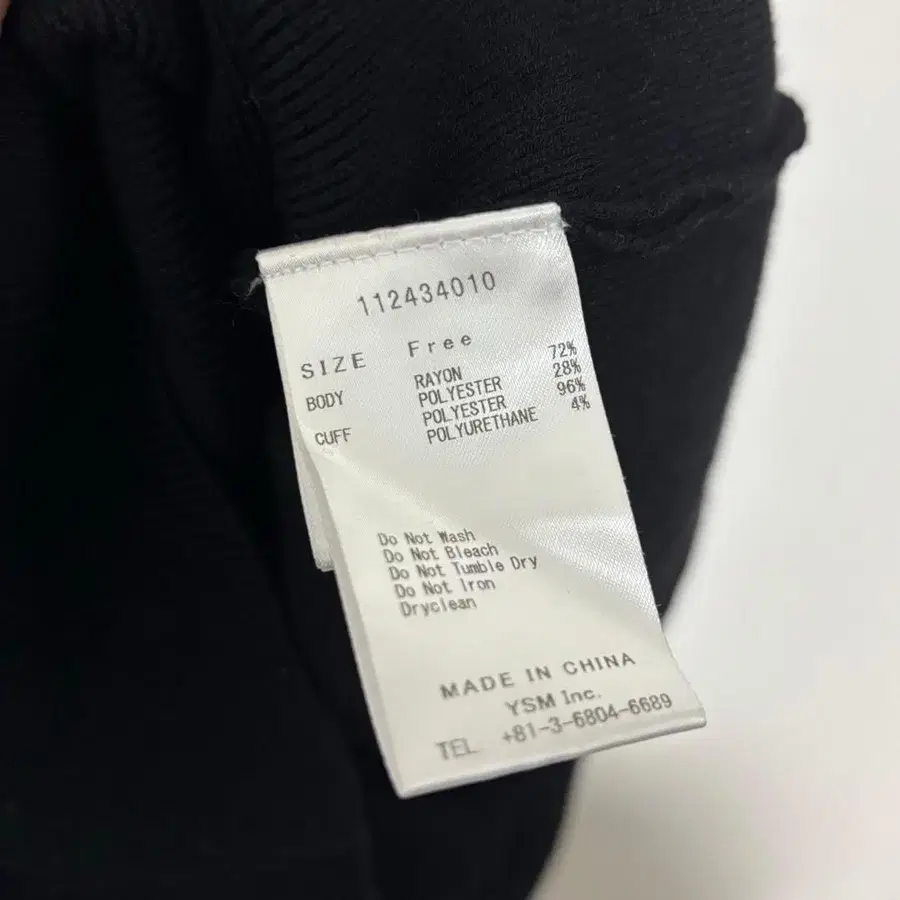 112434010
SIZE Free
BODY RAYON 72%
POLYESTER 28%
CUFF POLYESTER 96%
POLYURETHANE 4%
Do Not Wash
Do Not Bleach
Do Not Tumble Dry
Do Not Iron
Dryclean
MADE IN CHINA
YSM Inc.
TEL +81-3-6804-6689